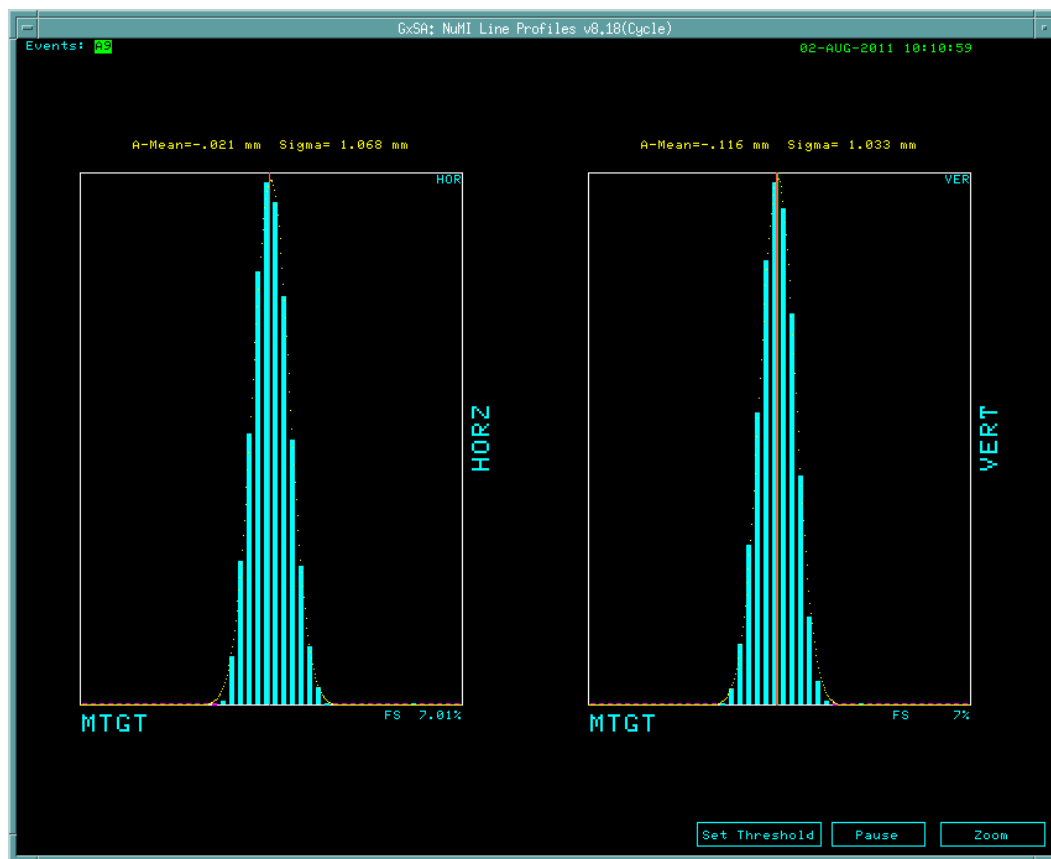 GxSA: NuMI Line Profiles v8.18(Cycle)
Events: A9
02-AUG-2011 10:10:59
A-Mean=-.021 mm  Sigma= 1.068 mm
HOR
HORZ
MTGT
FS 7.01%
A-Mean=-.116 mm  Sigma= 1.033 mm
VER
VERT
MTGT
FS 7%
Set Threshold
Pause
Zoom